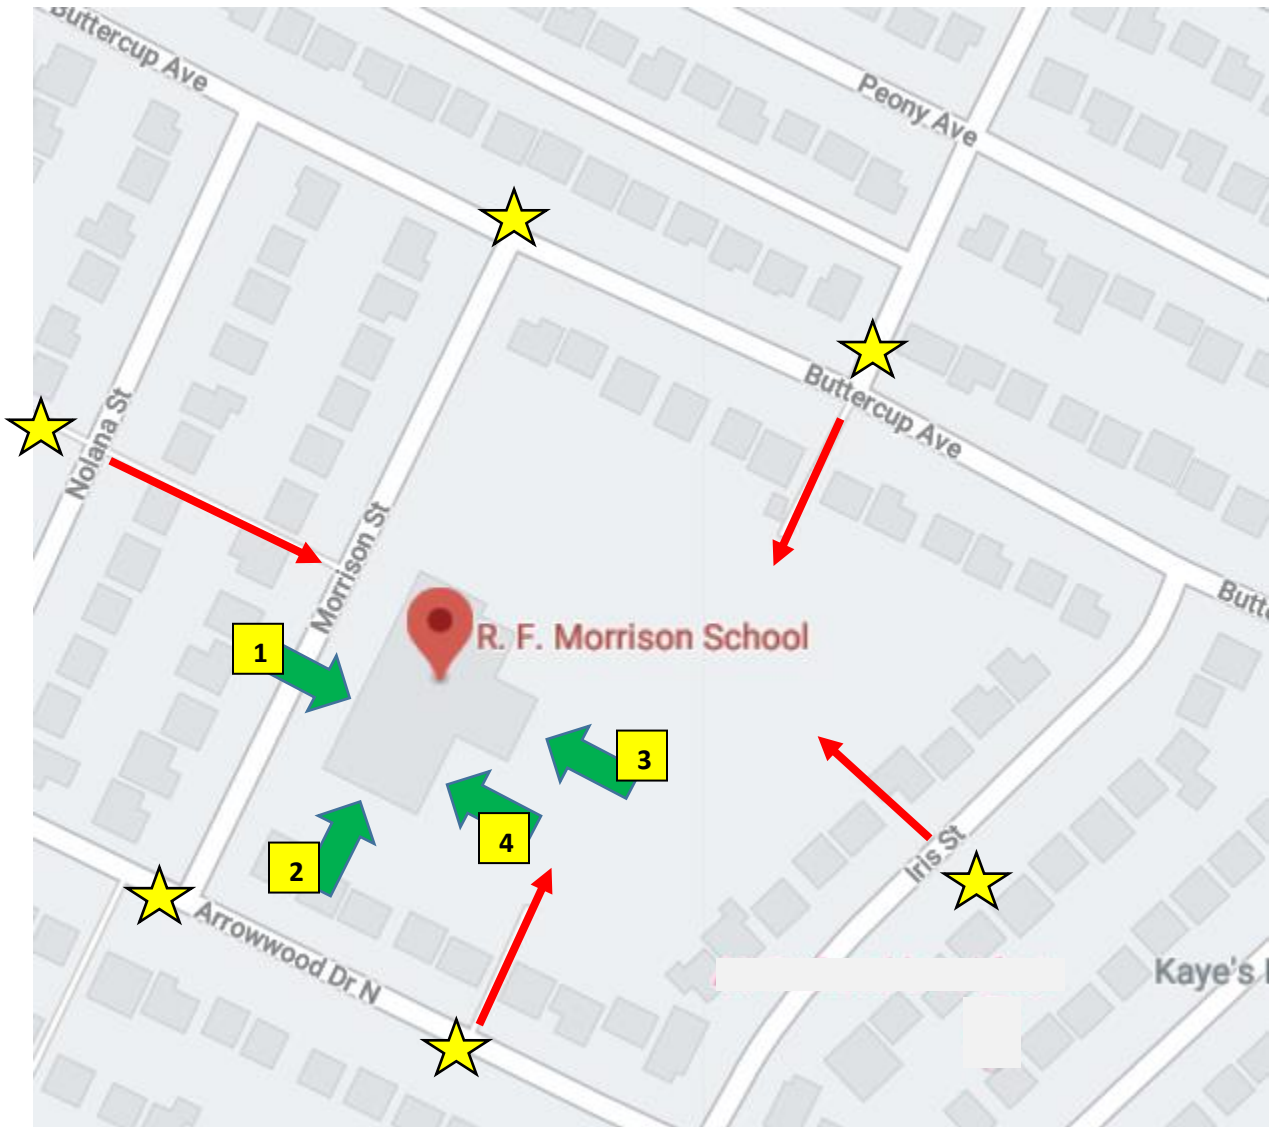 Buttercup Ave
Peony Ave
Buttercup Ave
Nolana St
Morrison St
Butte
R. F. Morrison School
1
3
4
2
Iris St
Arrowwood Dr N
Kaye's